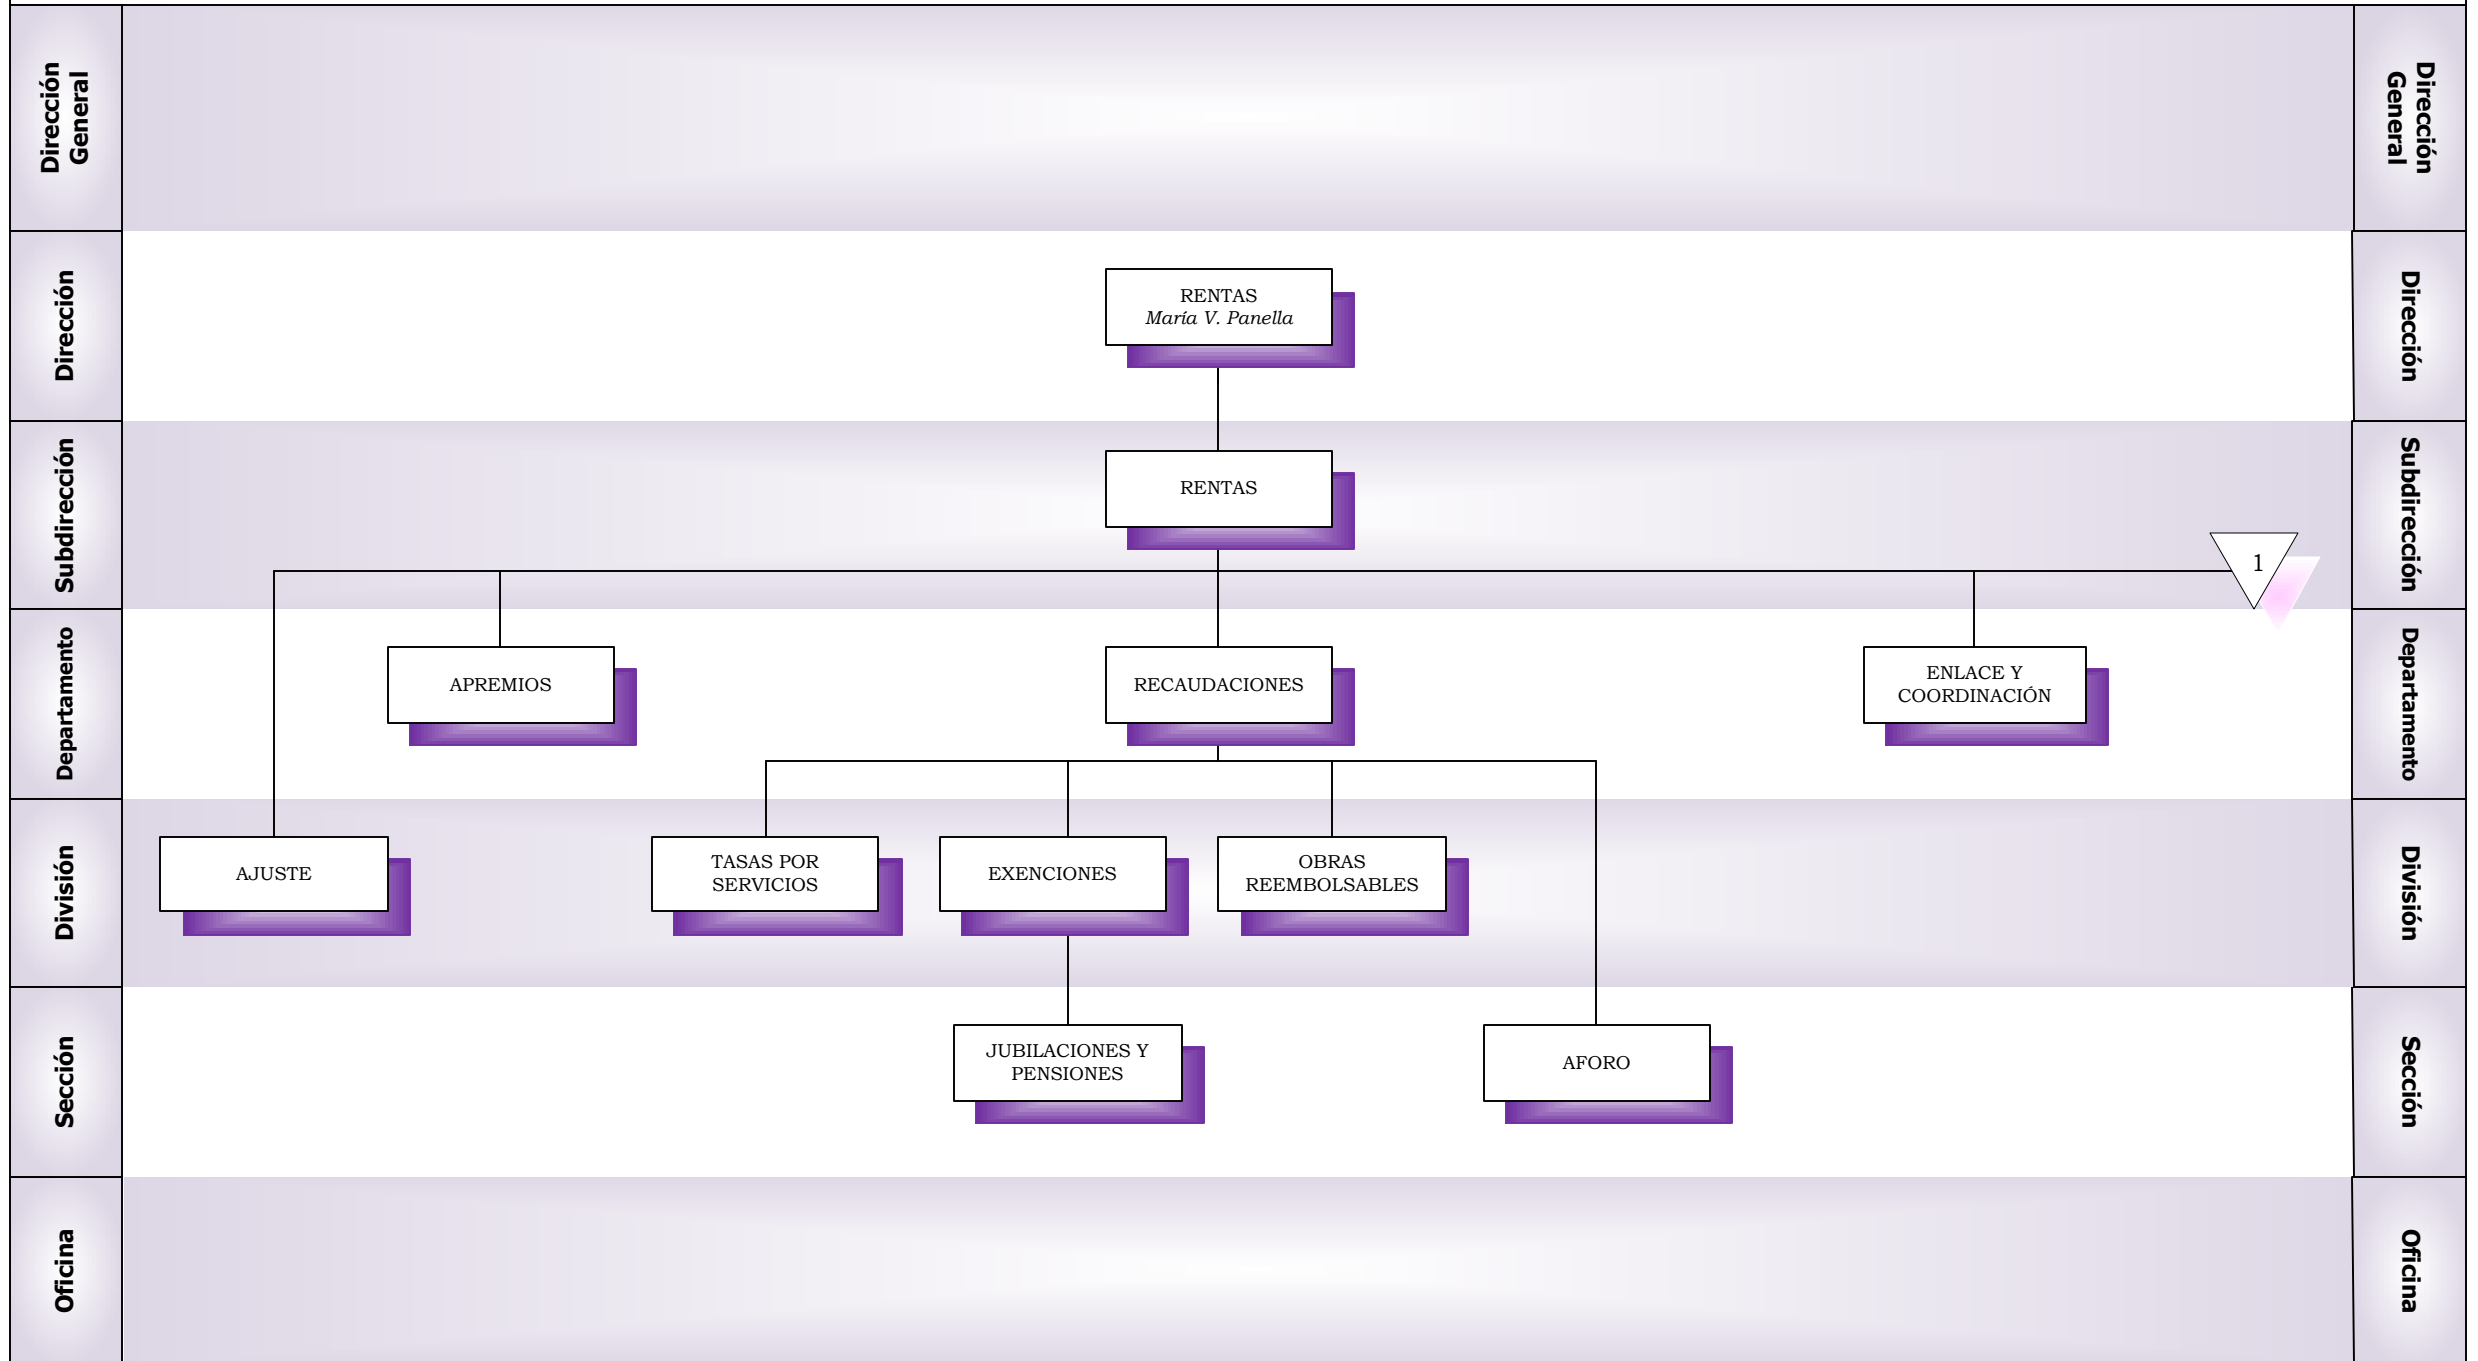 Dirección
General
Dirección
General
Dirección
RENTAS
María V. Panella
Dirección
Subdirección
RENTAS
1
Subdirección
Departamento
APREMIOS
RECAUDACIONES
ENLACE Y
COORDINACIÓN
Departamento
División
AJUSTE
TASAS POR
SERVICIOS
EXENCIONES
OBRAS
REEMBOLSABLES
División
Sección
JUBILACIONES Y
PENSIONES
AFORO
Sección
Oficina
Oficina